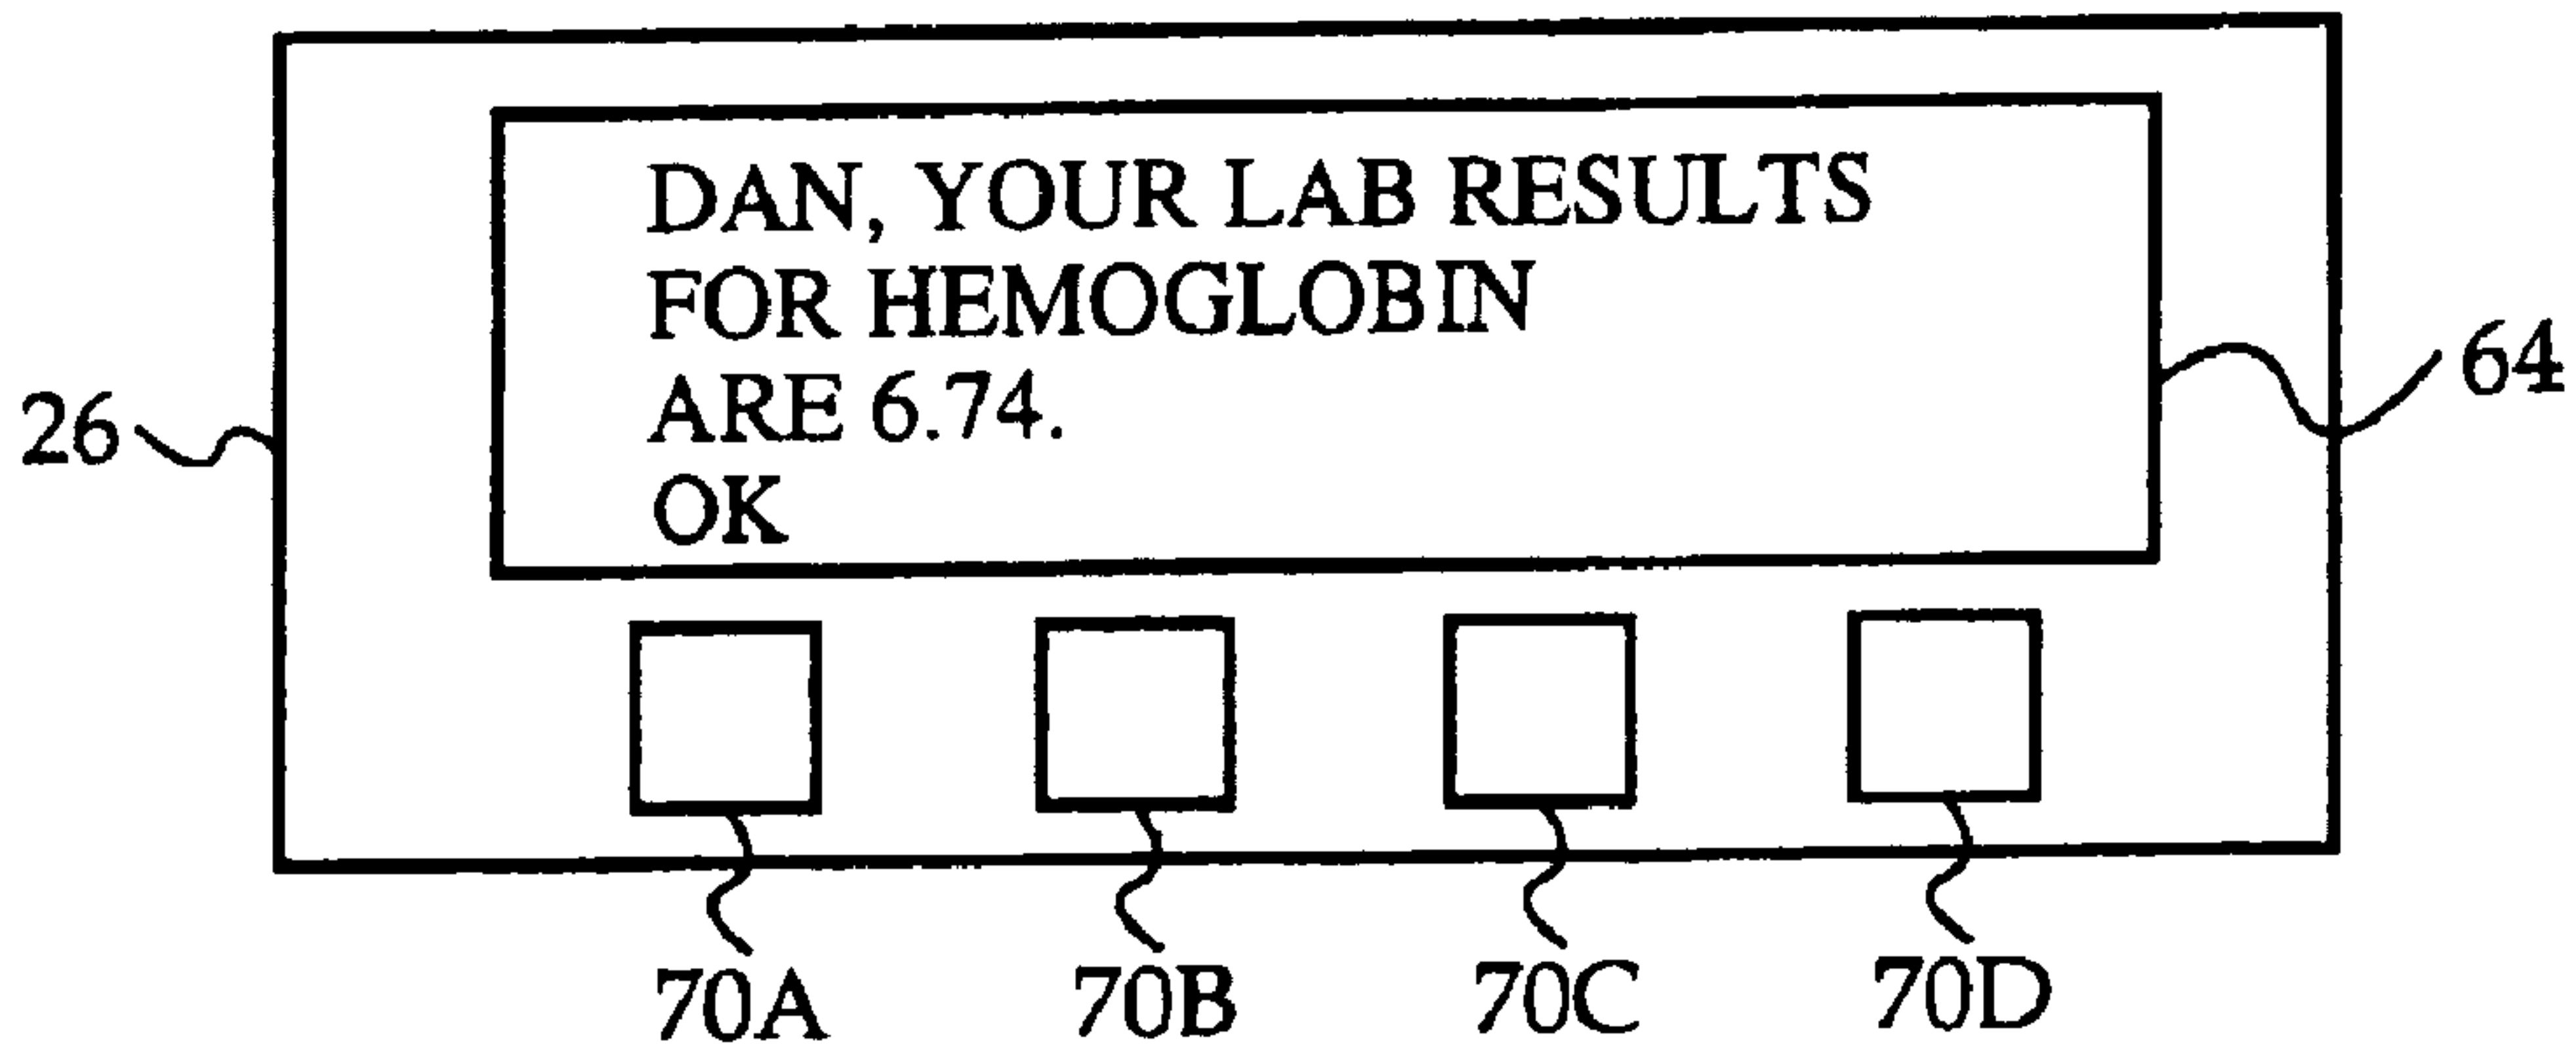 DAN, YOUR LAB RESULTS
FOR HEMOGLOBIN
ARE 6.74.
OK
26
64
70A
70B
70C
70D